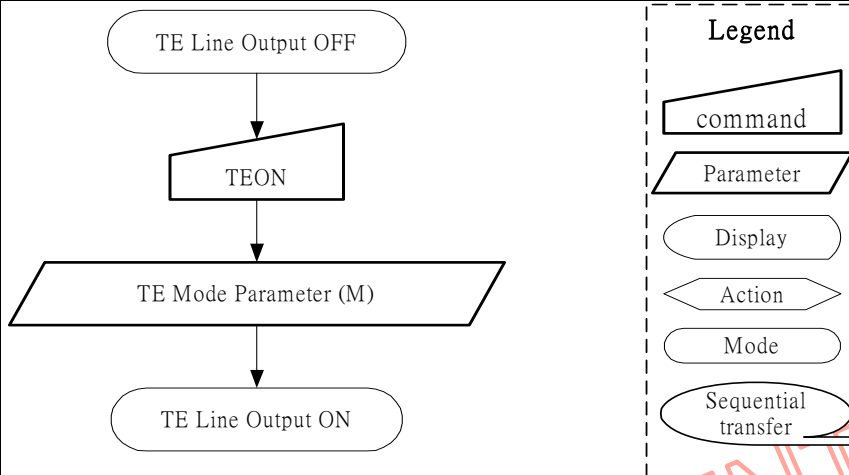 TE Line Output OFF
TEON
TE Mode Parameter (M)
TE Line Output ON
Legend
command
Parameter
Display
Action
Mode
Sequential
transfer